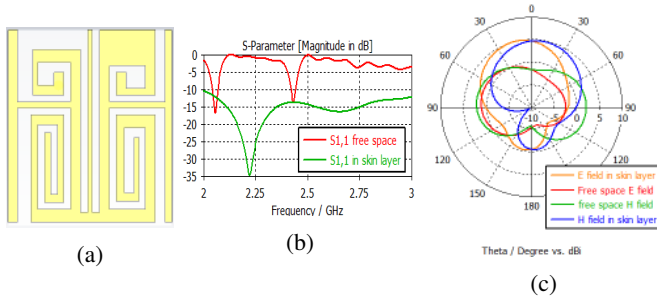 (a)
S-Parameter [Magnitude in dB]
0
-5
-10
-15
-20
-25
-30
-35
2 2.25 2.5 2.75 3
Frequency / GHz
S1,1 free space
S1,1 in skin layer
(b)
0
30 30
60 60
90 90
120 120
150 150
180
-10 -5 0 5 10
E field in skin layer
Free space E field
free space H field
H field in skin layer
Theta / Degree vs. dBi
(c)